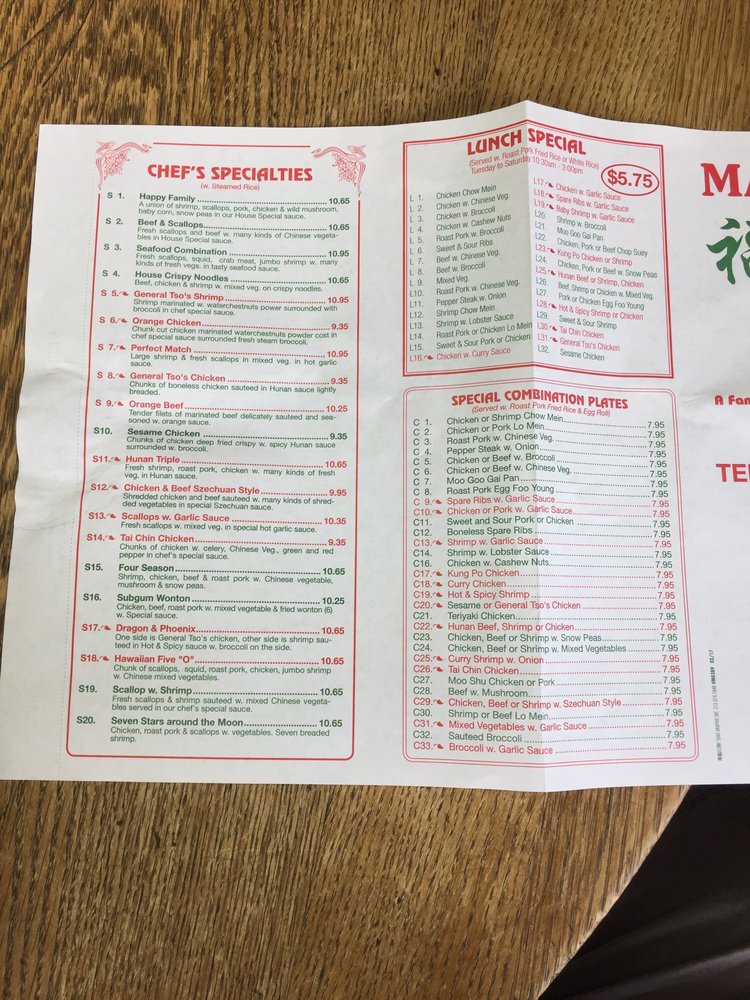 CHEF'S SPECIALTIES
(w. Steamed Rice)
S 1. Happy Family 10.65
A union of shrimp, scallops, pork, chicken & wild mushroom,
baby corn, snow peas in our House Special sauce.
S 2. Beef & Scallops 10.65
Fresh scallops and beef w. many kinds of Chinese vegeta-
bles in House Special sauce.
S 3. Seafood Combination 10.95
Fresh scallops, squid, crab meat, jumbo shrimp w. many
kinds of fresh vegs. in tasty seafood sauce.
S 4. House Crispy Noodles 10.65
Beef, chicken & shrimp w. mixed veg. on crispy noodles.
S 5. General Tso's Shrimp 10.95
Shrimp marinated w. waterchestnuts power surrounded with
broccoli in chef special sauce.
S 6. Orange Chicken 9.35
Chunk cut chicken marinated waterchestnuts powder cost in
chef special sauce surrounded fresh steam broccoli.
S 7. Perfect Match 10.95
Large shrimp & fresh scallops in mixed veg. in hot garlic
sauce.
S 8. General Tso's Chicken 9.35
Chunks of boneless chicken sauteed in Hunan sauce lightly
breaded.
S 9. Orange Beef 10.25
Tender filets of marinated beef delicately sauteed and sea-
soned w. orange sauce.
S10. Sesame Chicken 9.35
Chunks of chicken deep fried crispy w. spicy Hunan sauce
surrounded w. broccoli.
S11. Hunan Triple 10.65
Fresh shrimp, roast pork, chicken w. many kinds of fresh
veg. in Hunan sauce.
S12. Chicken & Beef Szechuan Style 9.95
Shredded chicken and beef sauteed w. many kinds of shred-
ded vegetables in special Szechuan sauce.
S13. Scallops w. Garlic Sauce 10.35
Fresh scallops w. mixed veg. in special hot garlic sauce.
S14. Tai Chin Chicken 9.35
Chunks of chicken w. celery, Chinese Veg., green and red
pepper in chef's special sauce.
S15. Four Season 10.65
Shrimp, chicken, beef & roast pork w. Chinese vegetable,
mushroom & snow peas.
S16. Subgum Wonton 10.25
Chicken, beef, roast pork w. mixed vegetable & fried wonton (6)
w. Special sauce.
S17. Dragon & Phoenix 10.65
One side is General Tso's chicken, other side is shrimp sau-
teed in Hot & Spicy sauce w. broccoli on the side.
S18. Hawaiian Five "O" 10.65
Chunk of scallops, squid, roast pork, chicken, jumbo shrimp
w. Chinese mixed vegetables.
S19. Scallop w. Shrimp 10.65
Fresh scallops & shrimp sauteed w. mixed Chinese vegeta-
bles served in our chef's special sauce.
S20. Seven Stars around the Moon 10.65
Chicken, roast pork & scallops w. vegetables. Seven breaded
shrimp.
LUNCH SPECIAL
(Served w. Roast Pork Fried Rice or White Rice)
Tuesday to Saturday 10:30am - 3:00pm
$5.75
L 1. Chicken Chow Mein
L 2. Chicken w. Chinese Veg.
L 3. Chicken w. Broccoli
L 4. Chicken w. Cashew Nuts
L 5. Roast Pork w. Broccoli
L 6. Sweet & Sour Ribs
L 7. Beef w. Chinese Veg.
L 8. Beef w. Broccoli
L 9. Mixed Veg.
L10. Roast Pork w. Chinese Veg.
L11. Pepper Steak w. Onion
L12. Shrimp Chow Mein
L13. Shrimp w. Lobster Sauce
L14. Roast Pork or Chicken Lo Mein
L15. Sweet & Sour Pork or Chicken
L16. Chicken w. Curry Sauce
L17. Chicken w. Garlic Sauce
L18. Spare Ribs w. Garlic Sauce
L19. Baby Shrimp w. Garlic Sauce
L20. Shrimp w. Broccoli
L21. Moo Goo Gai Pan
L22. Chicken, Pork or Beef Chop Suey
L23. Kung Po Chicken or Shrimp
L24. Chicken, Pork or Beef w. Snow Peas
L25. Hunan Beef or Shrimp, Chicken
L26. Beef, Shrimp or Chicken w. Mixed Veg.
L27. Pork or Chicken Egg Foo Young
L28. Hot & Spicy Shrimp or Chicken
L29. Sweet & Sour Shrimp
L30. Tai Chin Chicken
L31. General Tso's Chicken
L32. Sesame Chicken
SPECIAL COMBINATION PLATES
(Served w. Roast Pork Fried Rice & Egg Roll)
C 1. Chicken or Shrimp Chow Mein 7.95
C 2. Chicken or Pork Lo Mein 7.95
C 3. Roast Pork w. Chinese Veg. 7.95
C 4. Pepper Steak w. Onion 7.95
C 5. Chicken or Beef w. Broccoli 7.95
C 6. Chicken or Beef w. Chinese Veg. 7.95
C 7. Moo Goo Gai Pan 7.95
C 8. Roast Pork Egg Foo Young 7.95
C 9. Spare Ribs w. Garlic Sauce 7.95
C10. Chicken or Pork w. Garlic Sauce 7.95
C11. Sweet and Sour Pork or Chicken 7.95
C12. Boneless Spare Ribs 7.95
C13. Shrimp w. Garlic Sauce 7.95
C14. Shrimp w. Lobster Sauce 7.95
C16. Chicken w. Cashew Nuts 7.95
C17. Kung Po Chicken 7.95
C18. Curry Chicken 7.95
C19. Hot & Spicy Shrimp 7.95
C20. Sesame or General Tso's Chicken 7.95
C21. Teriyaki Chicken 7.95
C22. Hunan Beef, Shrimp or Chicken 7.95
C23. Chicken, Beef or Shrimp w. Snow Peas 7.95
C24. Chicken, Beef or Shrimp w. Mixed Vegetables 7.95
C25. Curry Shrimp w. Onion 7.95
C26. Tai Chin Chicken 7.95
C27. Moo Shu Chicken or Pork 7.95
C28. Beef w. Mushroom 7.95
C29. Chicken, Beef or Shrimp w. Szechuan Style 7.95
C30. Shrimp or Beef Lo Mein 7.95
C31. Mixed Vegetables w. Garlic Sauce 7.95
C32. Sauteed Broccoli 7.95
C33. Broccoli w. Garlic Sauce 7.95
MA
福
A Fam
TE